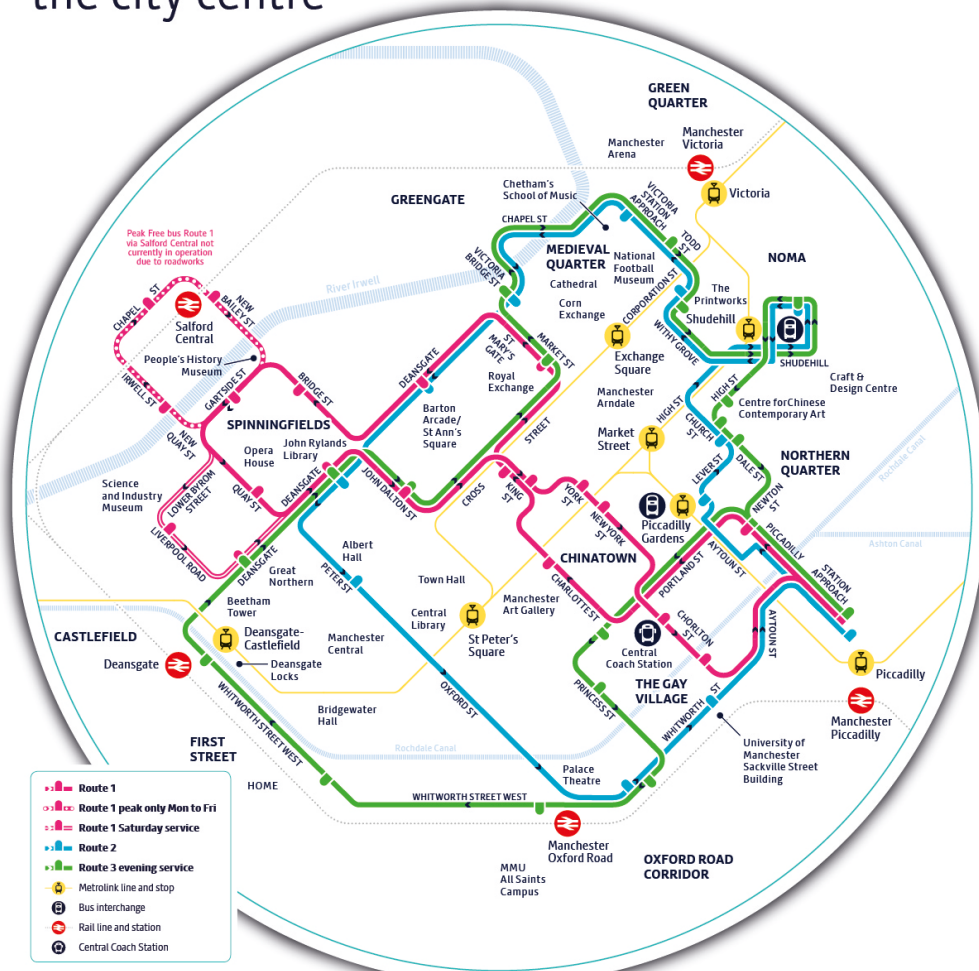 the city centre
GREEN
QUARTER
Manchester
Victoria
Manchester
Arena
Victoria
Chetham's
School of Music
VICTORIA
STATION
APPROACH
GREENGATE
CHAPEL ST
TODD
ST
Peak Free bus Route 1
via Salford Central not
currently in operation
due to roadworks
MEDIEVAL
QUARTER
National
Football
Museum
NOMA
VICTORIA
BRIDGE ST
Cathedral
CORPORATION ST
The
Printworks
River Irwell
CHAPEL ST
NEW
BAILEY ST
Salford
Central
Corn
Exchange
Shudehill
WITHY GROVE
People's History
Museum
ST
MARY'S
GATE
MARKET ST
Exchange
Square
SHUDEHILL
IRWELL ST
GARTSIDE ST
BRIDGE ST
DEANSGATE
Royal
Exchange
HIGH ST
Craft &
Design Centre
Manchester
Arndale
Centre forChinese
Contemporary Art
NEW
QUAY ST
SPINNINGFIELDS
Barton
Arcade/
St Ann's
Square
STREET
HIGH ST
Market
Street
CHURCH
ST
Opera
House
John Rylands
Library
NORTHERN
QUARTER
Rochdale Canal
Science
and Industry
Museum
LOWER BYROM
STREET
QUAY ST
DEANSGATE
JOHN DALTON ST
CROSS
KING
ST
YORK
ST
LEVER ST
DALE ST
NEWTON
ST
NEW YORK
ST
Piccadilly
Gardens
PICCADILLY
Ashton Canal
LIVERPOOL ROAD
DEANSGATE
Albert
Hall
CHINATOWN
AYTOUN ST
STATION
APPROACH
Great
Northern
PETER ST
Town Hall
CHARLOTTE ST
PORTLAND ST
Beetham
Tower
Central
Library
Manchester
Art Gallery
CHORLTON
ST
AYTOUN ST
CASTLEFIELD
Deansgate-
Castlefield
Manchester
Central
St Peter's
Square
Central
Coach Station
Deansgate
Deansgate
Locks
Piccadilly
THE GAY
VILLAGE
WHITWORTH STREET WEST
OXFORD ST
PRINCESS ST
WHITWORTH ST
Bridgewater
Hall
Manchester
Piccadilly
FIRST
STREET
Rochdale Canal
University of
Manchester
Sackville Street
Building
HOME
Palace
Theatre
WHITWORTH STREET WEST
Manchester
Oxford Road
MMU
All Saints
Campus
OXFORD ROAD
CORRIDOR
Route 1
Route 1 peak only Mon to Fri
Route 1 Saturday service
Route 2
Route 3 evening service
Metrolink line and stop
Bus interchange
Rail line and station
Central Coach Station